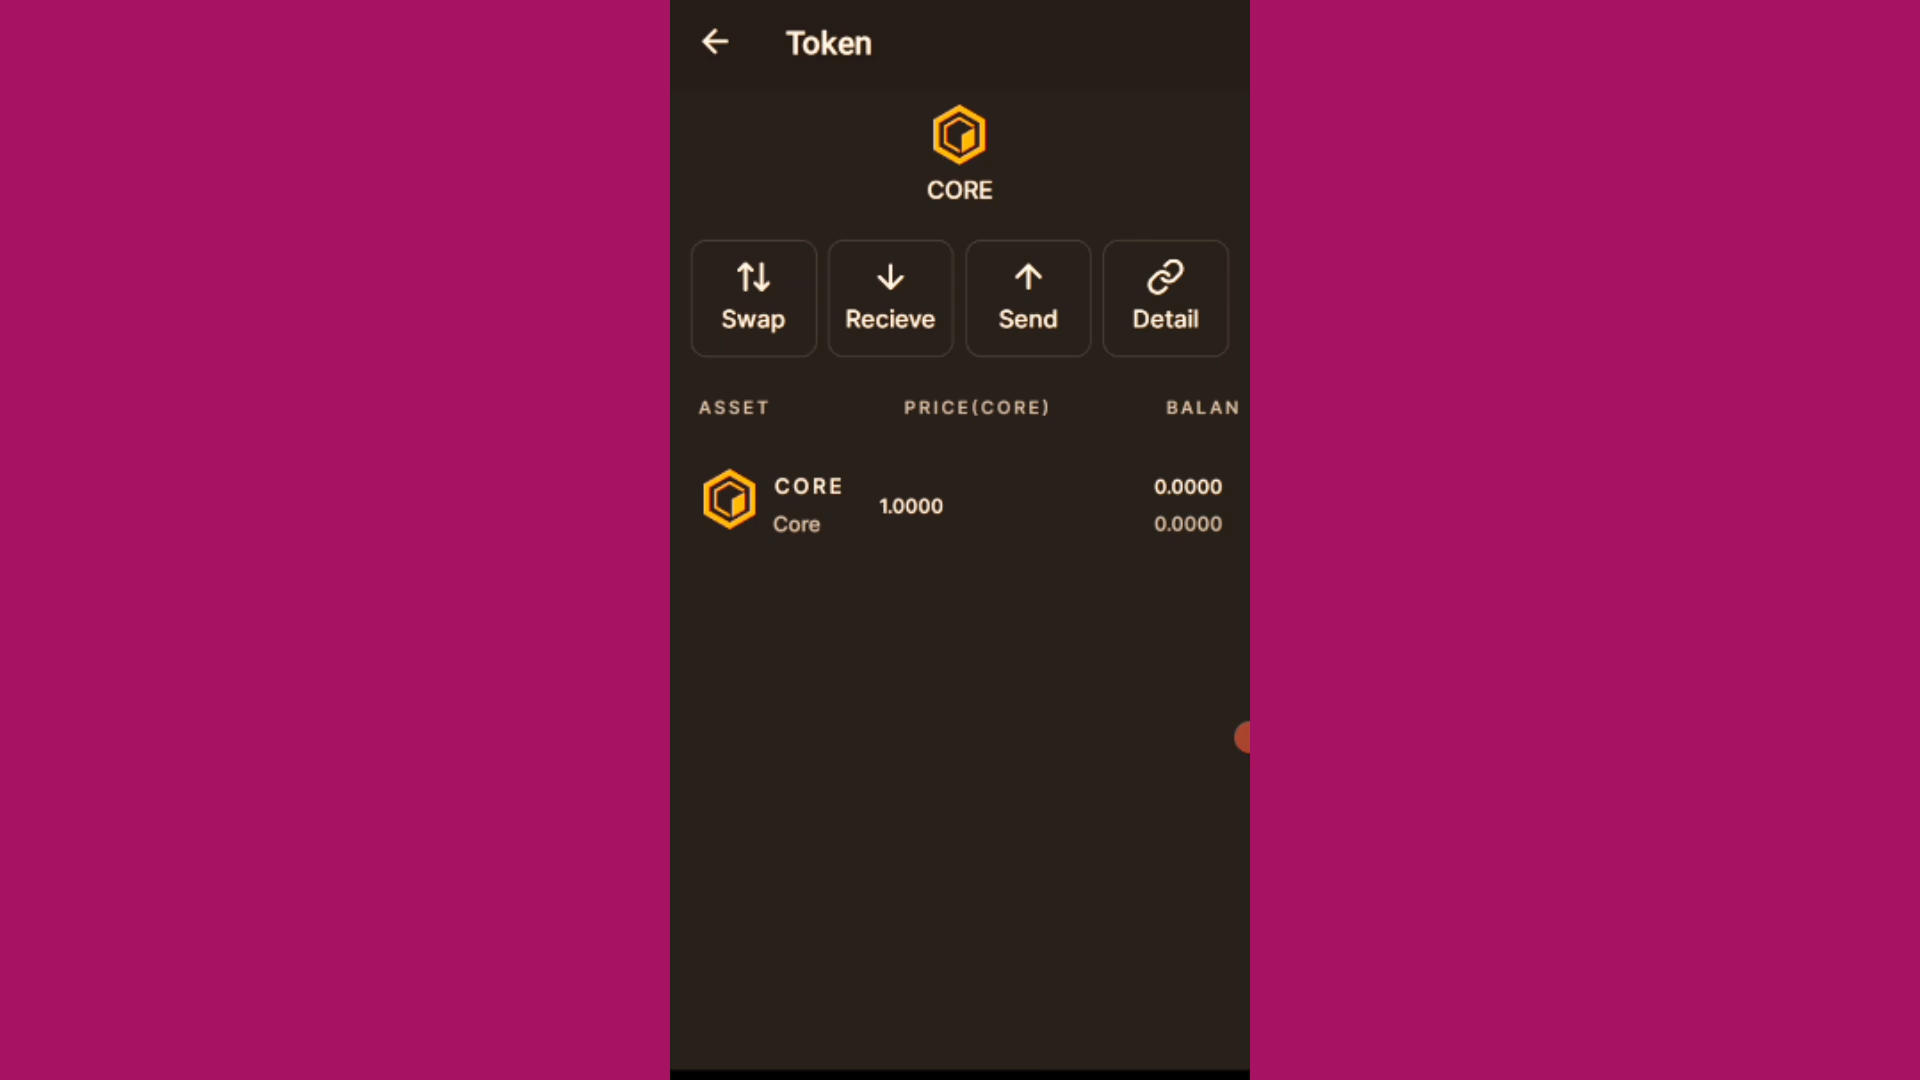 Token
CORE
Swap Recieve Send Detail
ASSET PRICE(CORE) BALAN
CORE 1.0000 0.0000
Core 0.0000